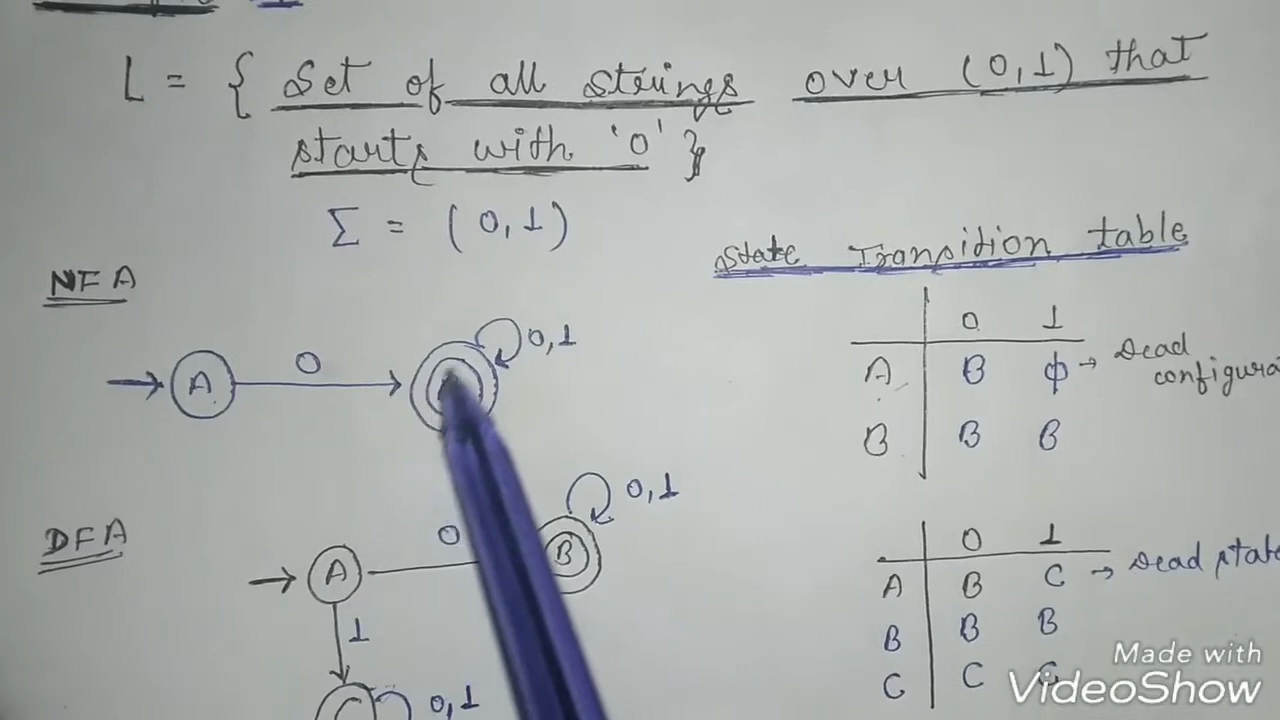 L = { Set of all strings over (0,1) that
starts with '0' }
Σ = (0,1)
State Transition table
NFA
A 0 0,1
0 1
A B ϕ → Dead
B B B
DFA
A 0 B 0,1
1
C 0,1
0 1
A B C → Dead state
B B B
C C C
Made with
VideoShow